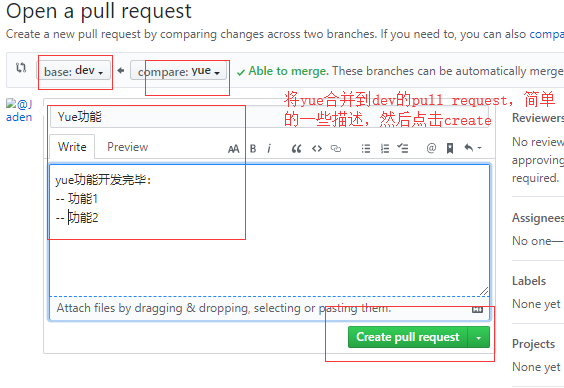 Open a pull request
Create a new pull request by comparing changes across two branches. If you need to, you can also compa
base: dev
compare: yue
Able to merge. These branches can be automatically merge
将yue合并到dev的pull request，简单
的一些描述，然后点击create
@J
aden
Yue功能
Write
Preview
AA B i
yue功能开发完毕：
-- 功能1
-- 功能2
Attach files by dragging & dropping, selecting or pasting them.
Create pull request
Reviewers
No review
approving
required.
Assignees
No one—
Labels
None yet
Projects
None yet